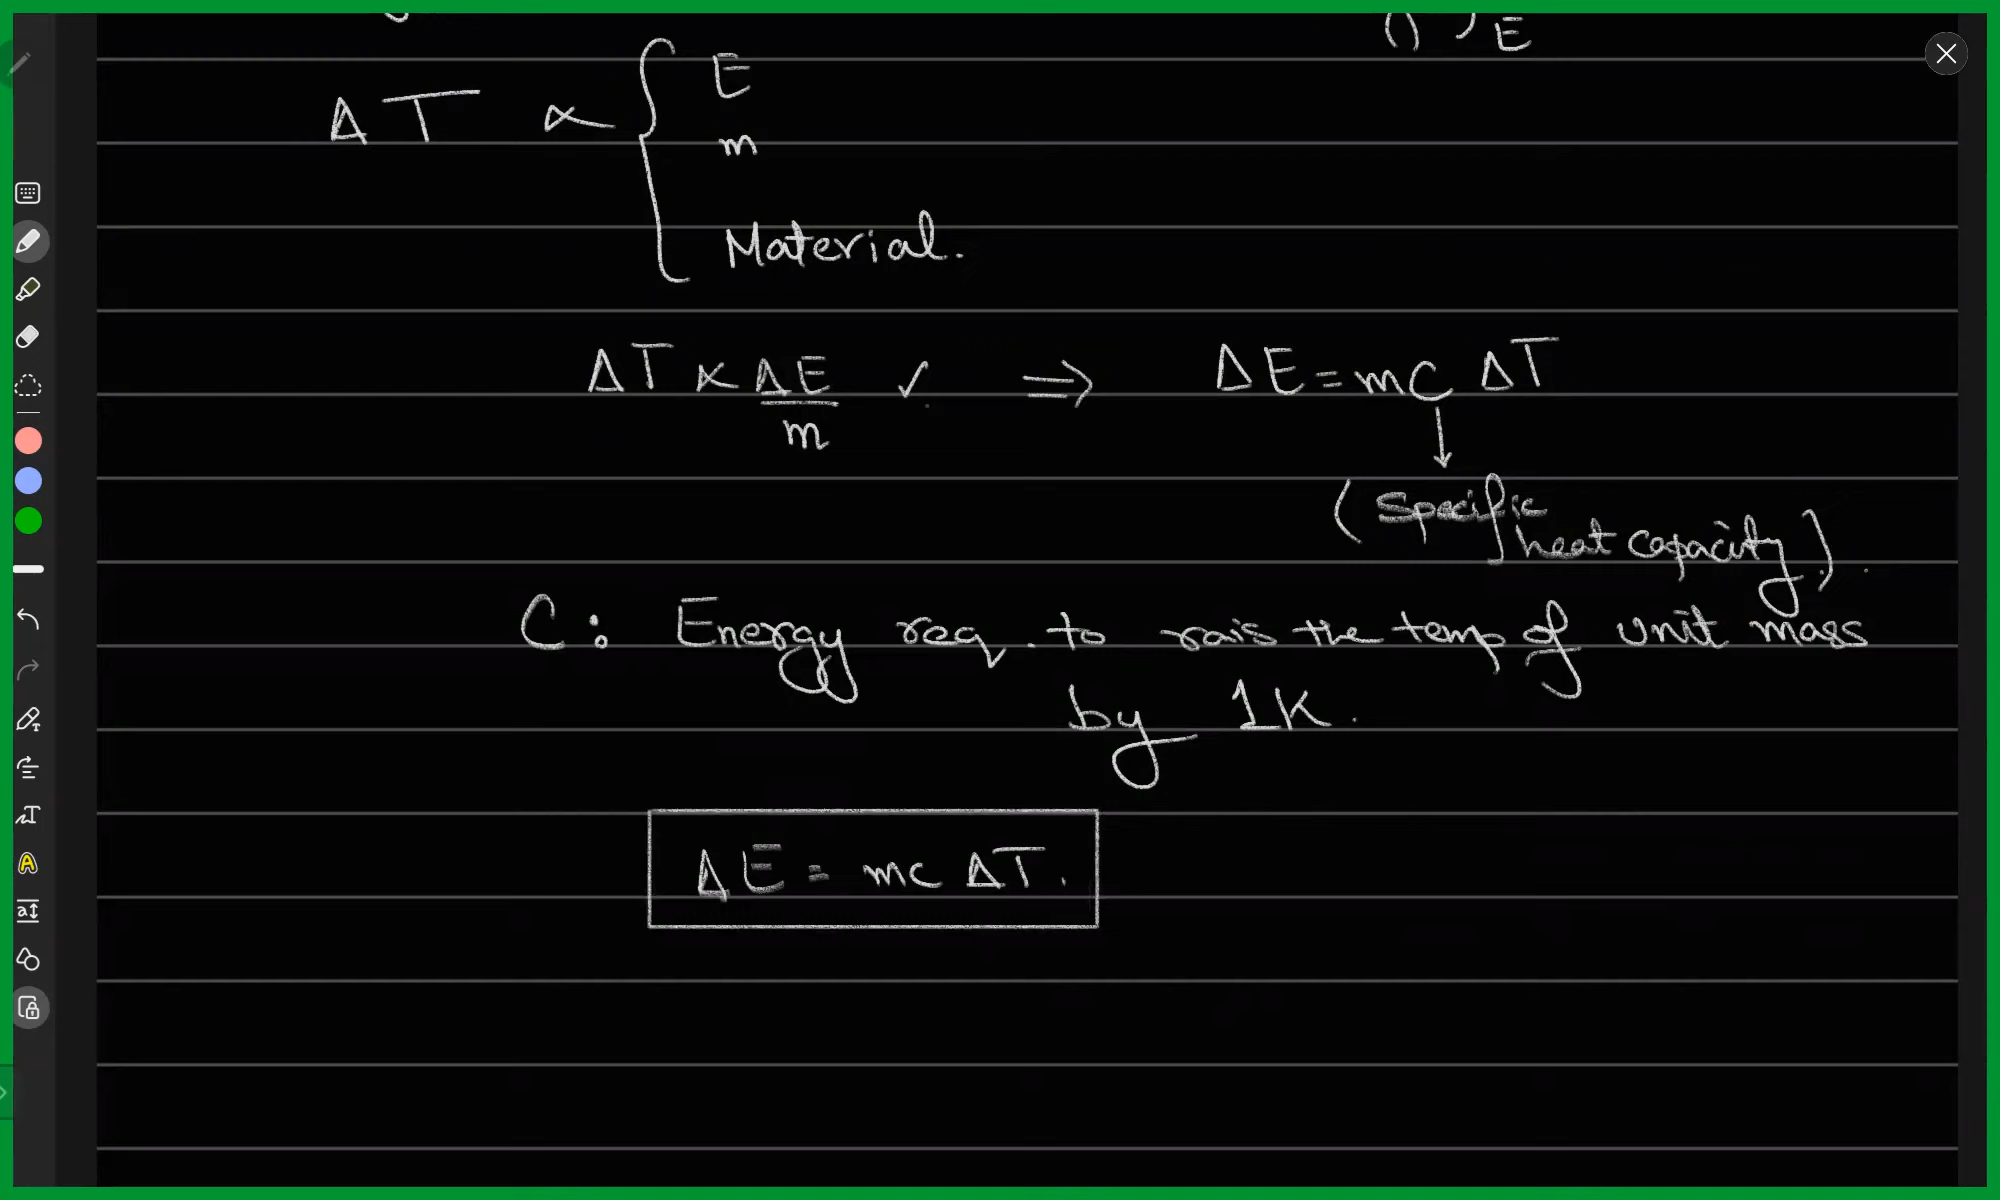 E
ΔT ∝ { E
m
Material.
ΔT ∝ ΔE/m ✓ ⇒ ΔE = mC ΔT
↓
(Specific
heat capacity).
C: Energy req. to rais the temp of unit mass
by 1K.
ΔE = mc ΔT.